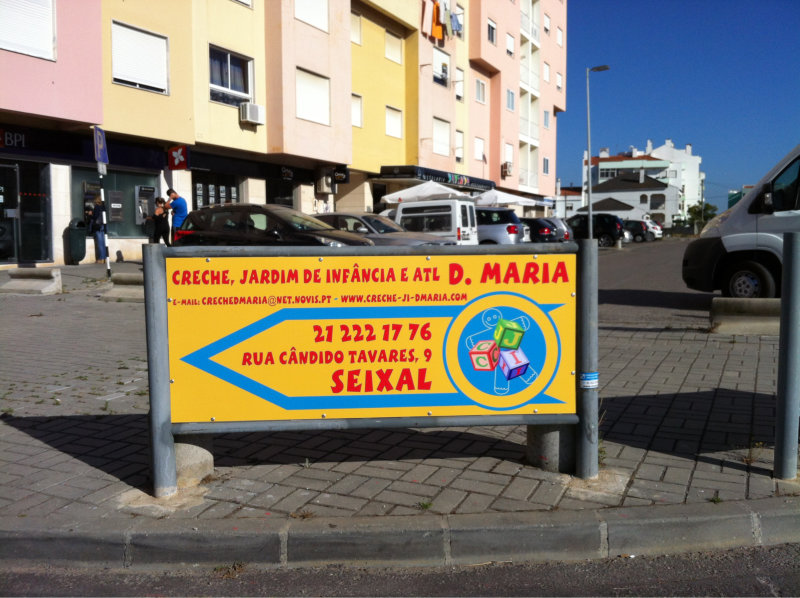 BPI
CRECHE, JARDIM DE INFÂNCIA E ATL D. MARIA
E-MAIL: CRECHEDMARIA@NET.NOVIS.PT - WWW.CRECHE-JI-DMARIA.COM
21 222 17 76
RUA CÂNDIDO TAVARES, 9
SEIXAL
J
C I